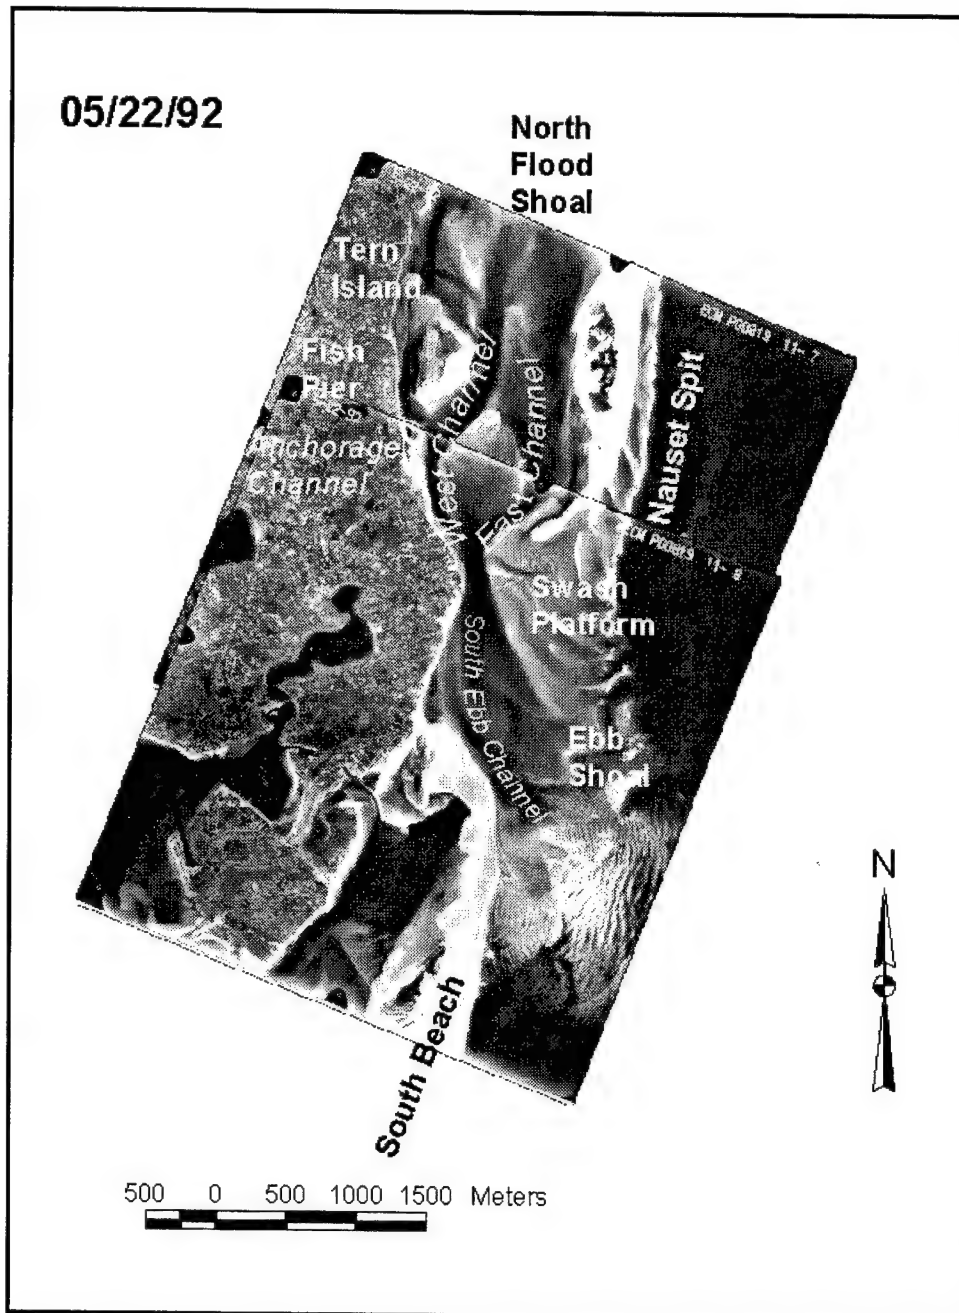 05/22/92
North
Flood
Shoal
Tern
Island
Fish
Pier
Anchorage
Channel
West Channel
East Channel
Nauset Spit
Swash
Platform
South Ebb Channel
Ebb
Shoal
South Beach
N
500 0 500 1000 1500 Meters